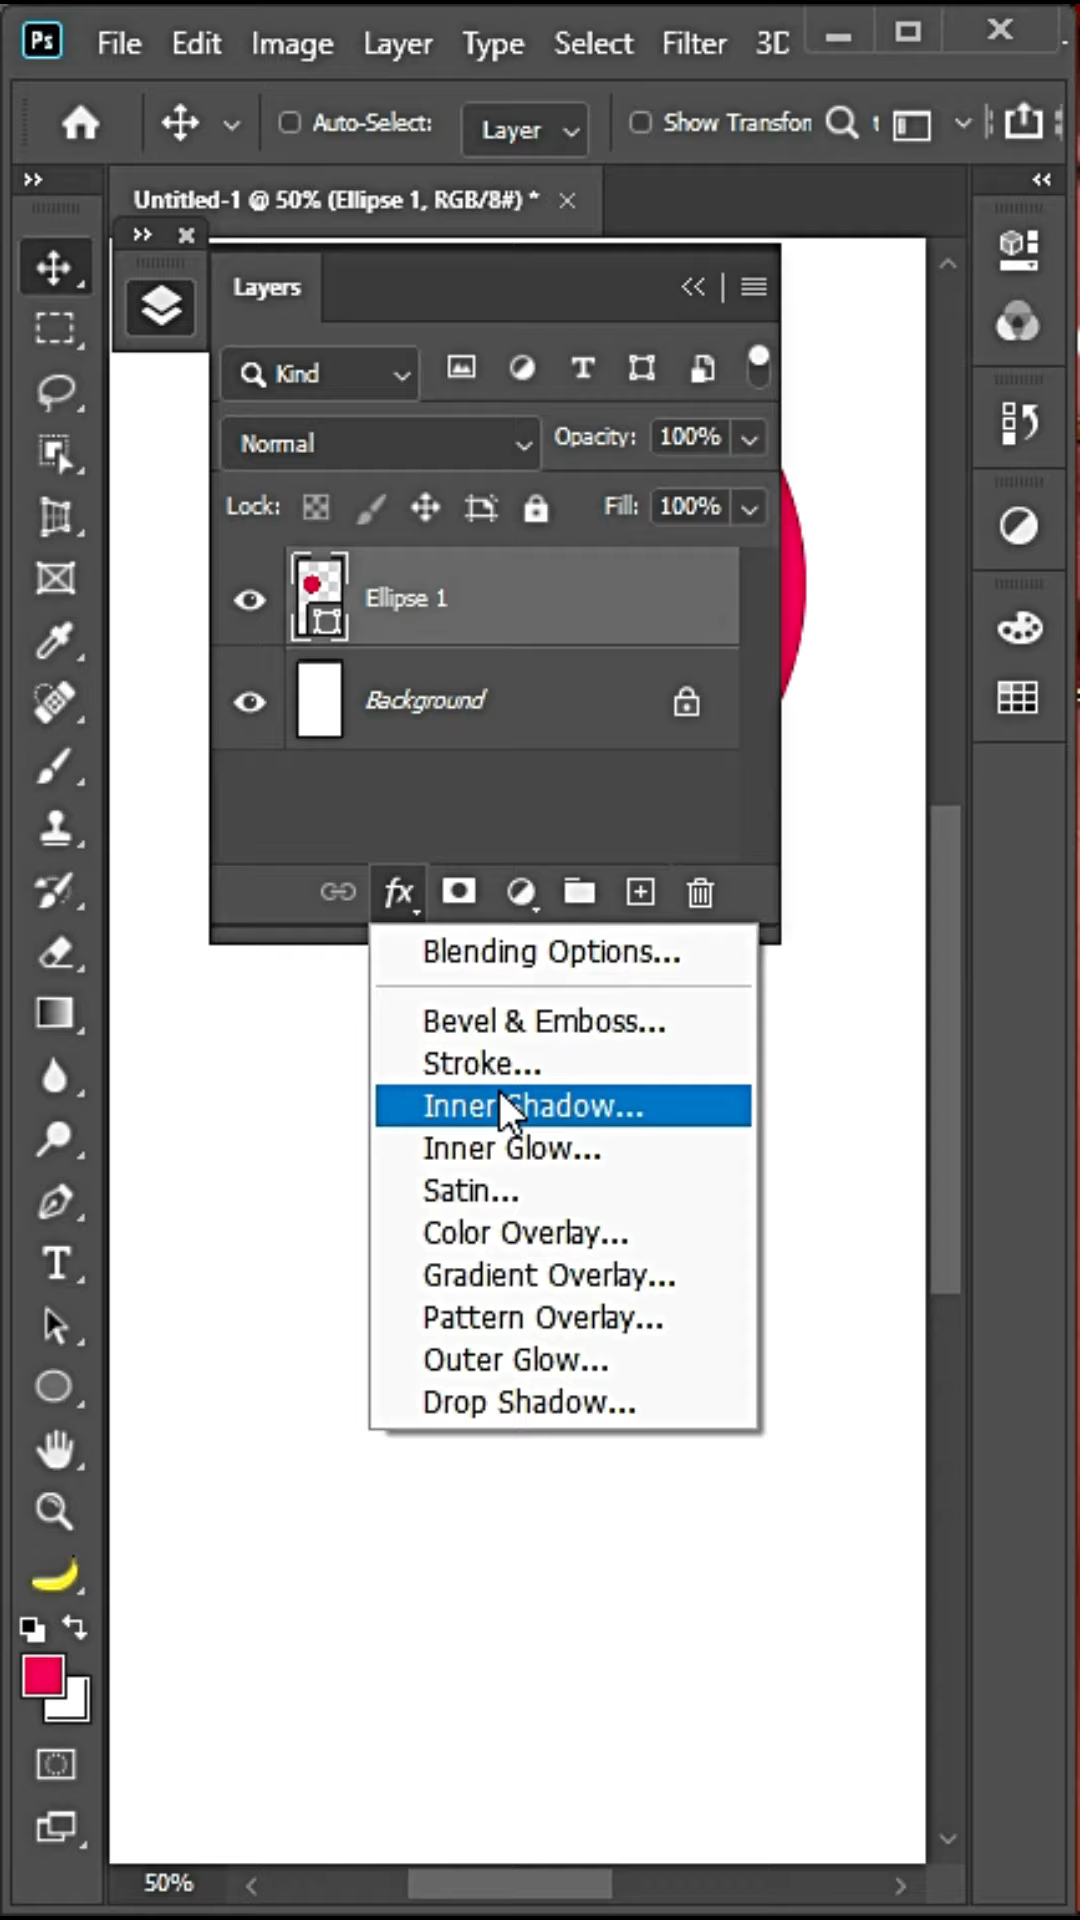 Ps File Edit Image Layer Type Select Filter 3D
Auto-Select: Layer Show Transfon t
Untitled-1 @ 50% (Ellipse 1, RGB/8#) *
Layers
Kind
Normal Opacity: 100%
Lock: Fill: 100%
Ellipse 1
Background
fx
Blending Options...
Bevel & Emboss...
Stroke...
Inner Shadow...
Inner Glow...
Satin...
Color Overlay...
Gradient Overlay...
Pattern Overlay...
Outer Glow...
Drop Shadow...
50%